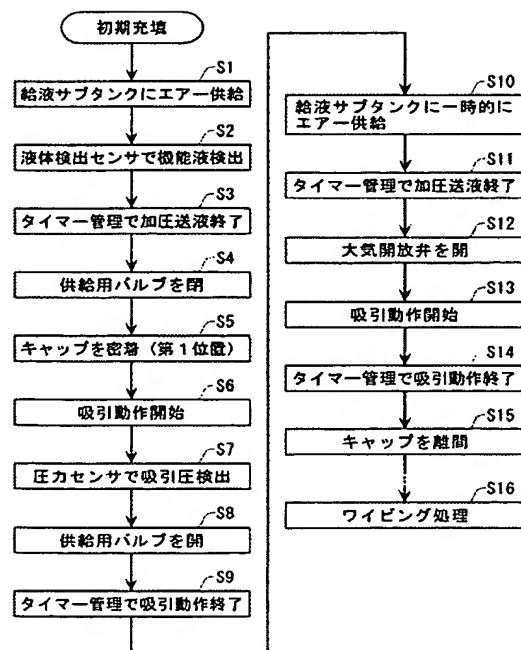 初期充填
S1
給液サブタンクにエアー供給
S2
液体検出センサで機能液検出
S3
タイマー管理で加圧送液終了
S4
供給用バルブを閉
S5
キャップを密着（第1位置）
S6
吸引動作開始
S7
圧力センサで吸引圧検出
S8
供給用バルブを開
S9
タイマー管理で吸引動作終了
S10
給液サブタンクに一時的に
エアー供給
S11
タイマー管理で加圧送液終了
S12
大気開放弁を開
S13
吸引動作開始
S14
タイマー管理で吸引動作終了
S15
キャップを離間
S16
ワイピング処理